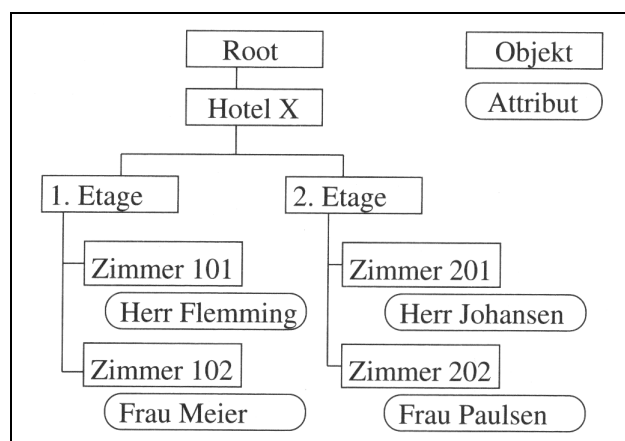 Root
Objekt
Hotel X
Attribut
1. Etage
2. Etage
Zimmer 101
Herr Flemming
Zimmer 102
Frau Meier
Zimmer 201
Herr Johansen
Zimmer 202
Frau Paulsen